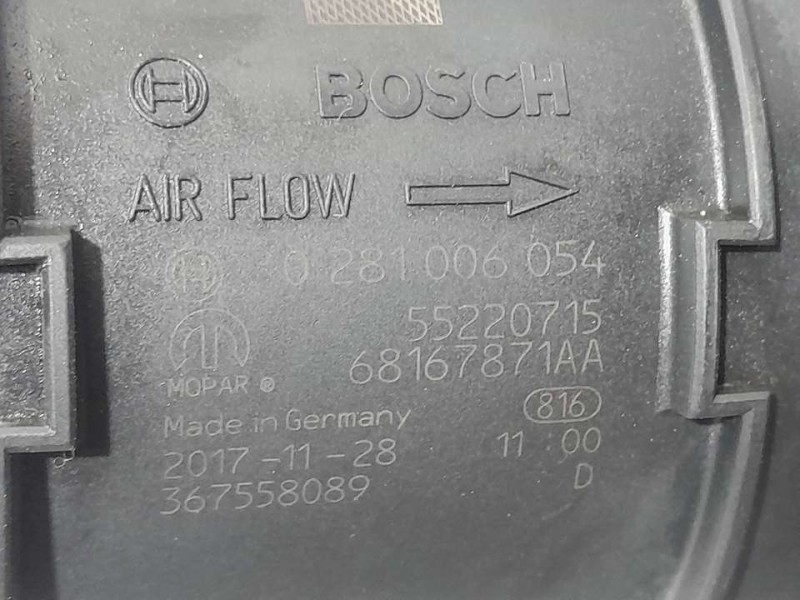 BOSCH
AIR FLOW
0 281 006 054
55220715
68167871AA
MOPAR ®
816
Made in Germany
2017-11-28 11:00
367558089 D